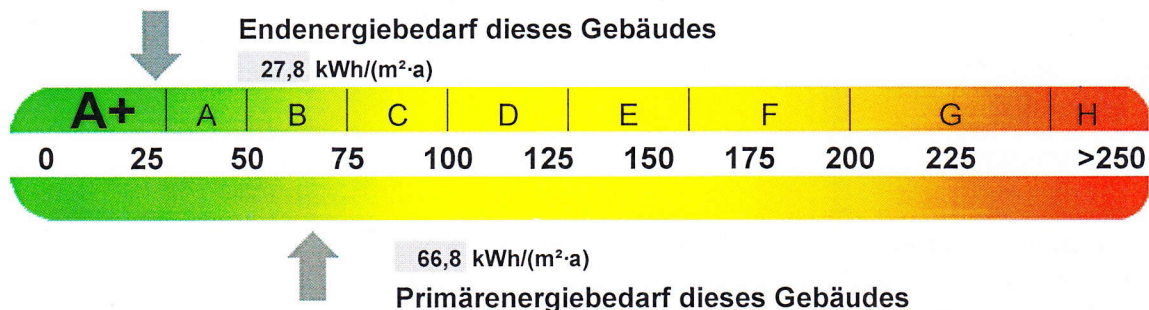 Endenergiebedarf dieses Gebäudes
27,8 kWh/(m²·a)
A+ A B C D E F G H
0 25 50 75 100 125 150 175 200 225 >250
66,8 kWh/(m²·a)
Primärenergiebedarf dieses Gebäudes